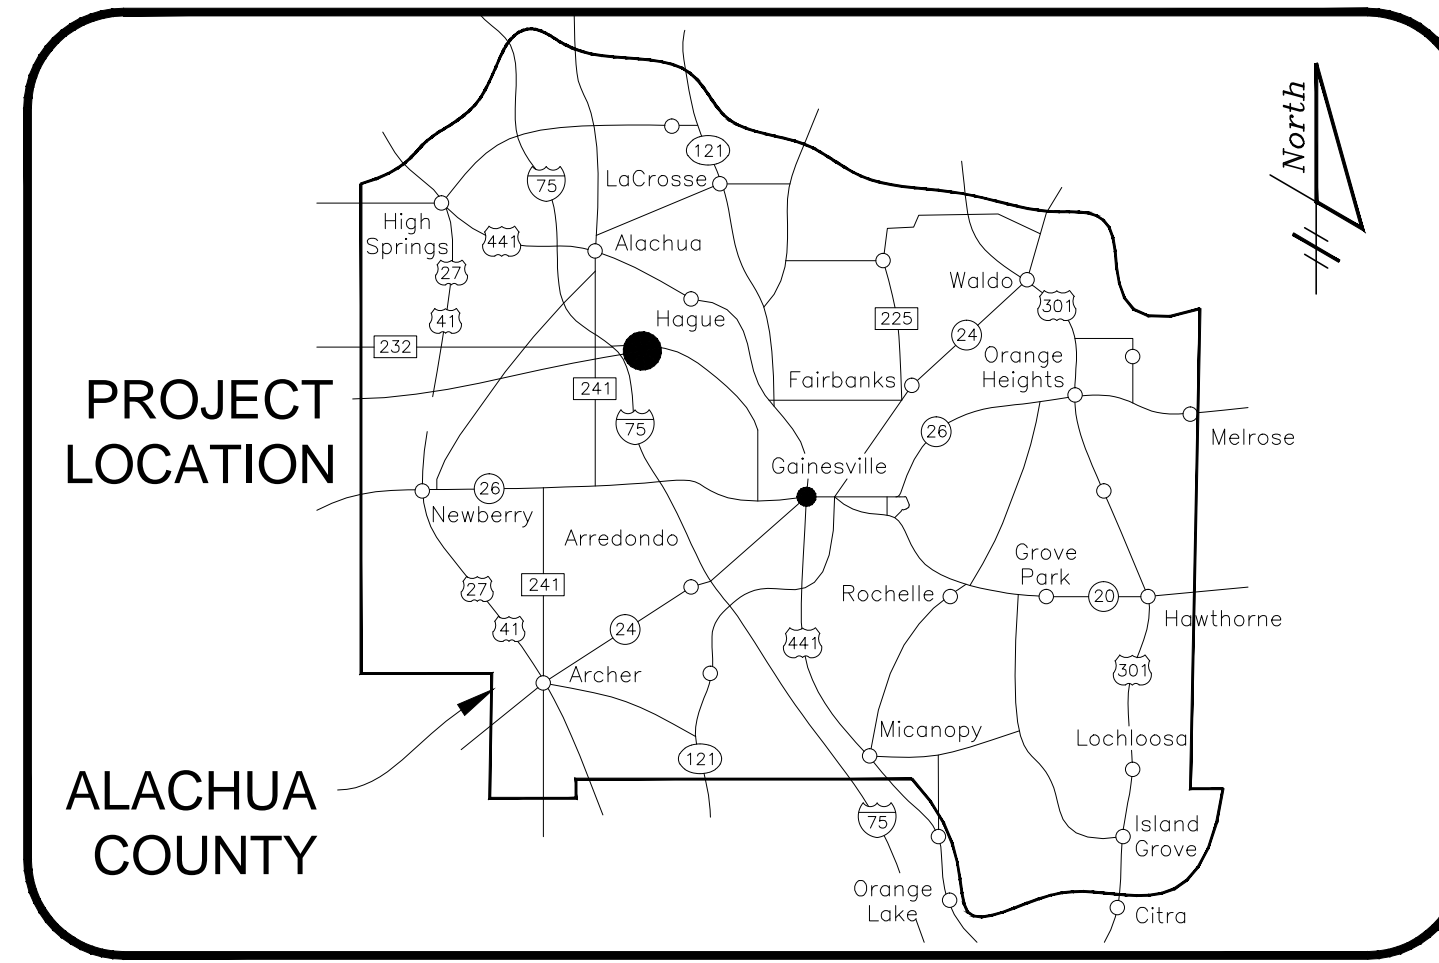 North
121
75
LaCrosse
High
Springs
441
Alachua
27
Waldo
301
41
Hague
225
24
232
Orange
Heights
PROJECT
LOCATION
241
Fairbanks
75
26
Melrose
Gainesville
26
Newberry
Arredondo
Grove
Park
27
241
Rochelle
20
Hawthorne
41
24
441
301
Archer
Micanopy
Lochloosa
121
ALACHUA
COUNTY
75
Island
Grove
Orange
Lake
Citra